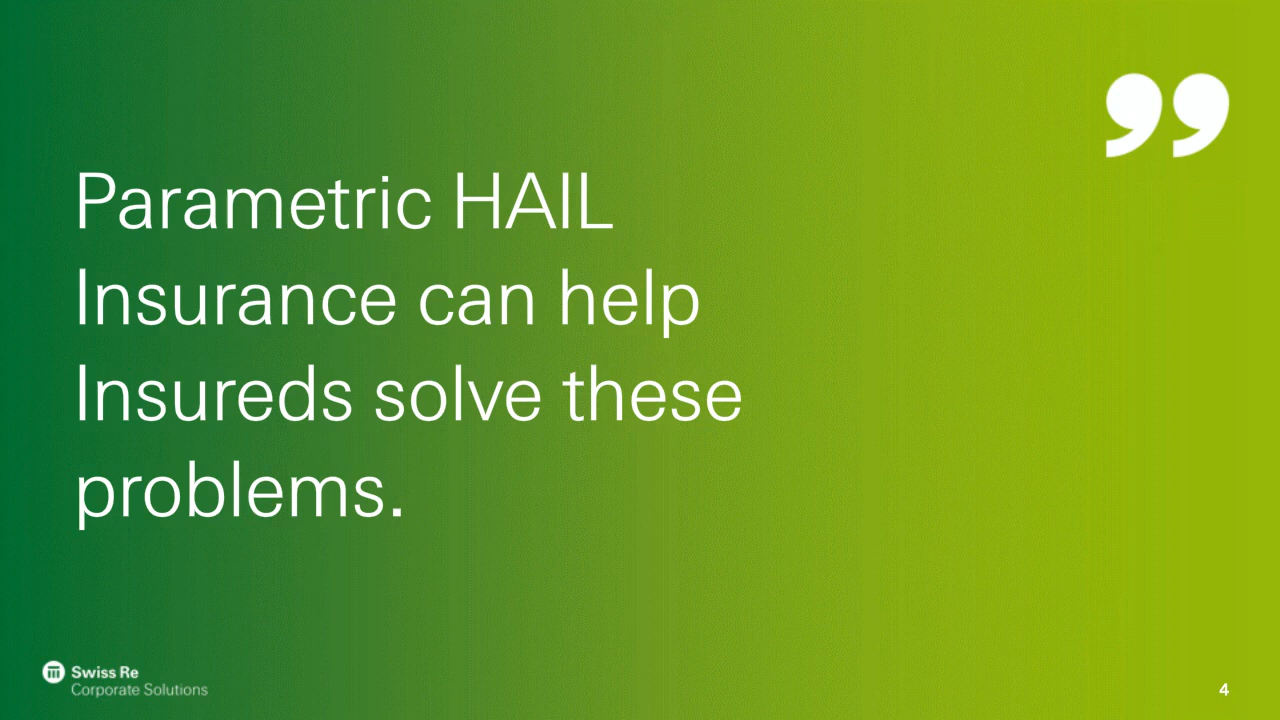 ”
Parametric HAIL
Insurance can help
Insureds solve these
problems.
Swiss Re
Corporate Solutions
4